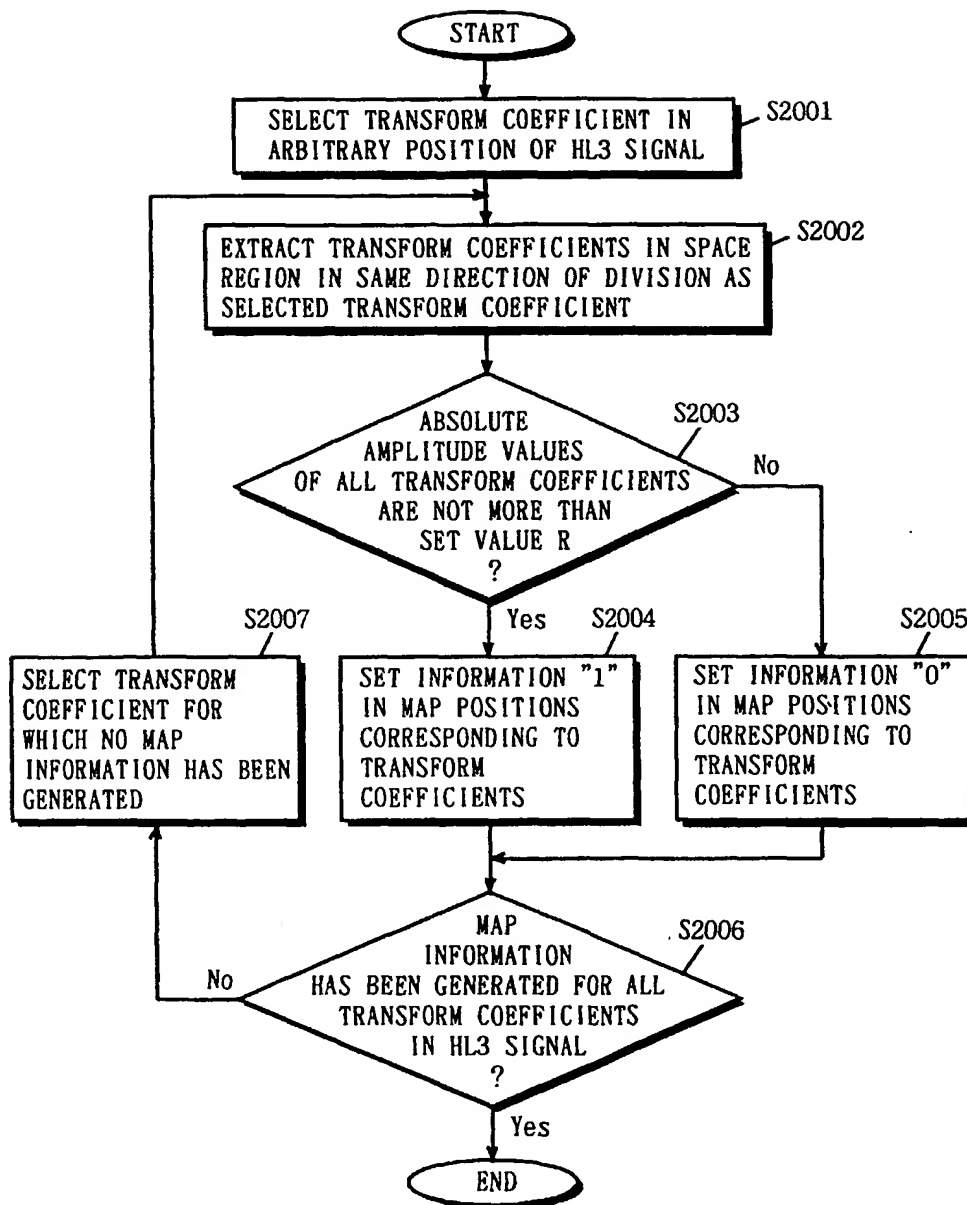 START
SELECT TRANSFORM COEFFICIENT IN
ARBITRARY POSITION OF HL3 SIGNAL
S2001
EXTRACT TRANSFORM COEFFICIENTS IN SPACE
REGION IN SAME DIRECTION OF DIVISION AS
SELECTED TRANSFORM COEFFICIENT
S2002
ABSOLUTE
AMPLITUDE VALUES
OF ALL TRANSFORM COEFFICIENTS
ARE NOT MORE THAN
SET VALUE R
?
S2003
No
Yes
S2007
SELECT TRANSFORM
COEFFICIENT FOR
WHICH NO MAP
INFORMATION HAS BEEN
GENERATED
S2004
SET INFORMATION "1"
IN MAP POSITIONS
CORRESPONDING TO
TRANSFORM
COEFFICIENTS
S2005
SET INFORMATION "0"
IN MAP POSITIONS
CORRESPONDING TO
TRANSFORM
COEFFICIENTS
MAP
INFORMATION
HAS BEEN GENERATED FOR ALL
TRANSFORM COEFFICIENTS
IN HL3 SIGNAL
?
S2006
No
Yes
END